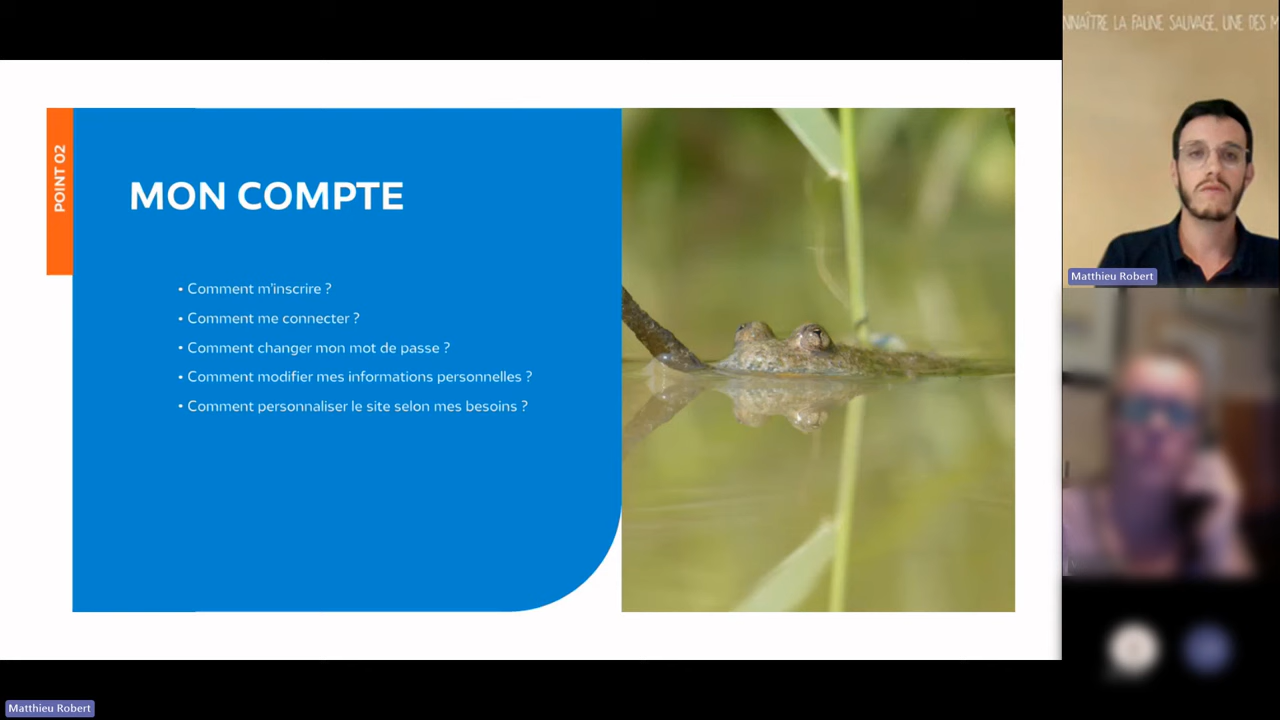 POINT 02
MON COMPTE
• Comment m'inscrire ?
• Comment me connecter ?
• Comment changer mon mot de passe ?
• Comment modifier mes informations personnelles ?
• Comment personnaliser le site selon mes besoins ?
LA FAUNE SAUVAGE, UNE DES
Matthieu Robert
Matthieu Robert